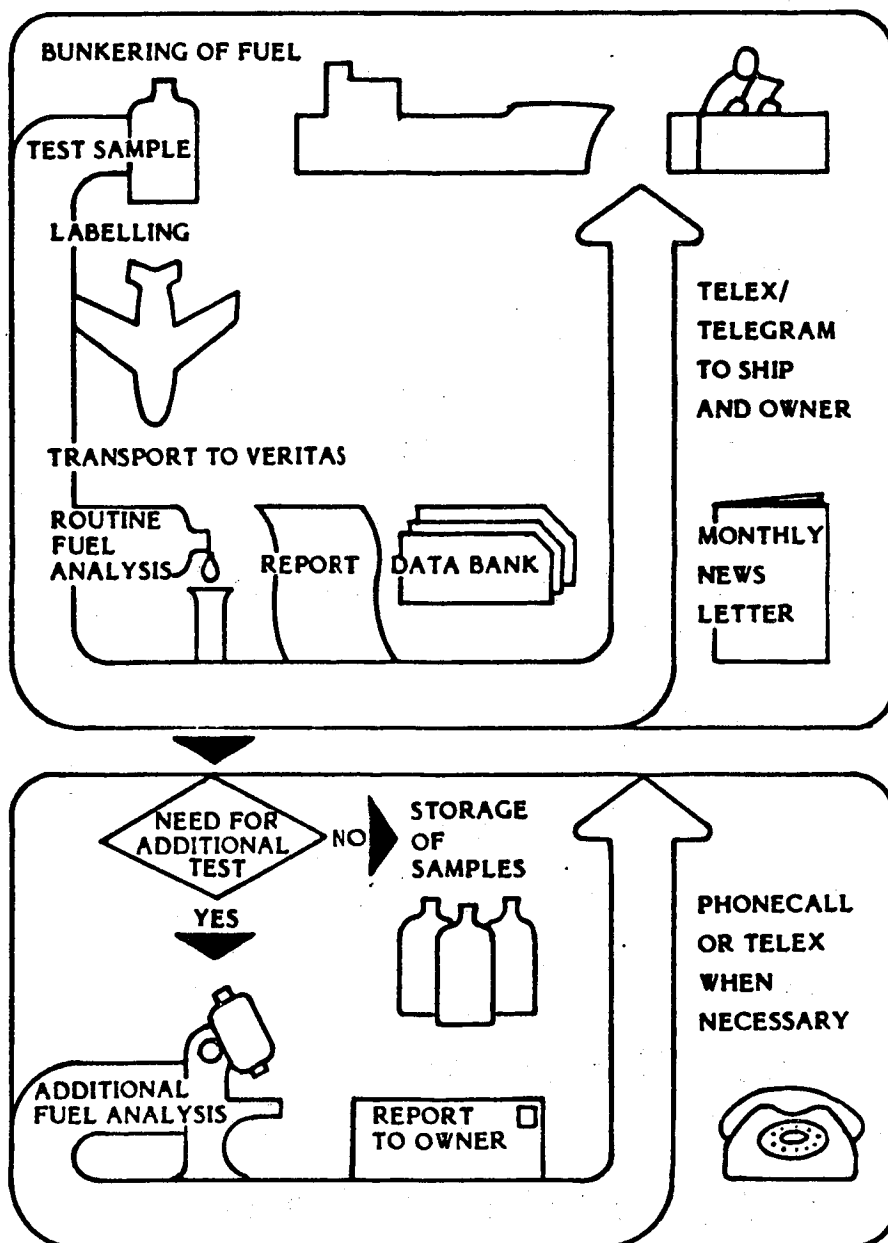 BUNKERING OF FUEL
TEST SAMPLE
LABELLING
TELEX/
TELEGRAM
TO SHIP
AND OWNER
TRANSPORT TO VERITAS
ROUTINE
FUEL
ANALYSIS
REPORT
DATA BANK
MONTHLY
NEWS
LETTER
NEED FOR
ADDITIONAL
TEST
NO
STORAGE
OF
SAMPLES
YES
PHONECALL
OR TELEX
WHEN
NECESSARY
ADDITIONAL
FUEL ANALYSIS
REPORT
TO OWNER